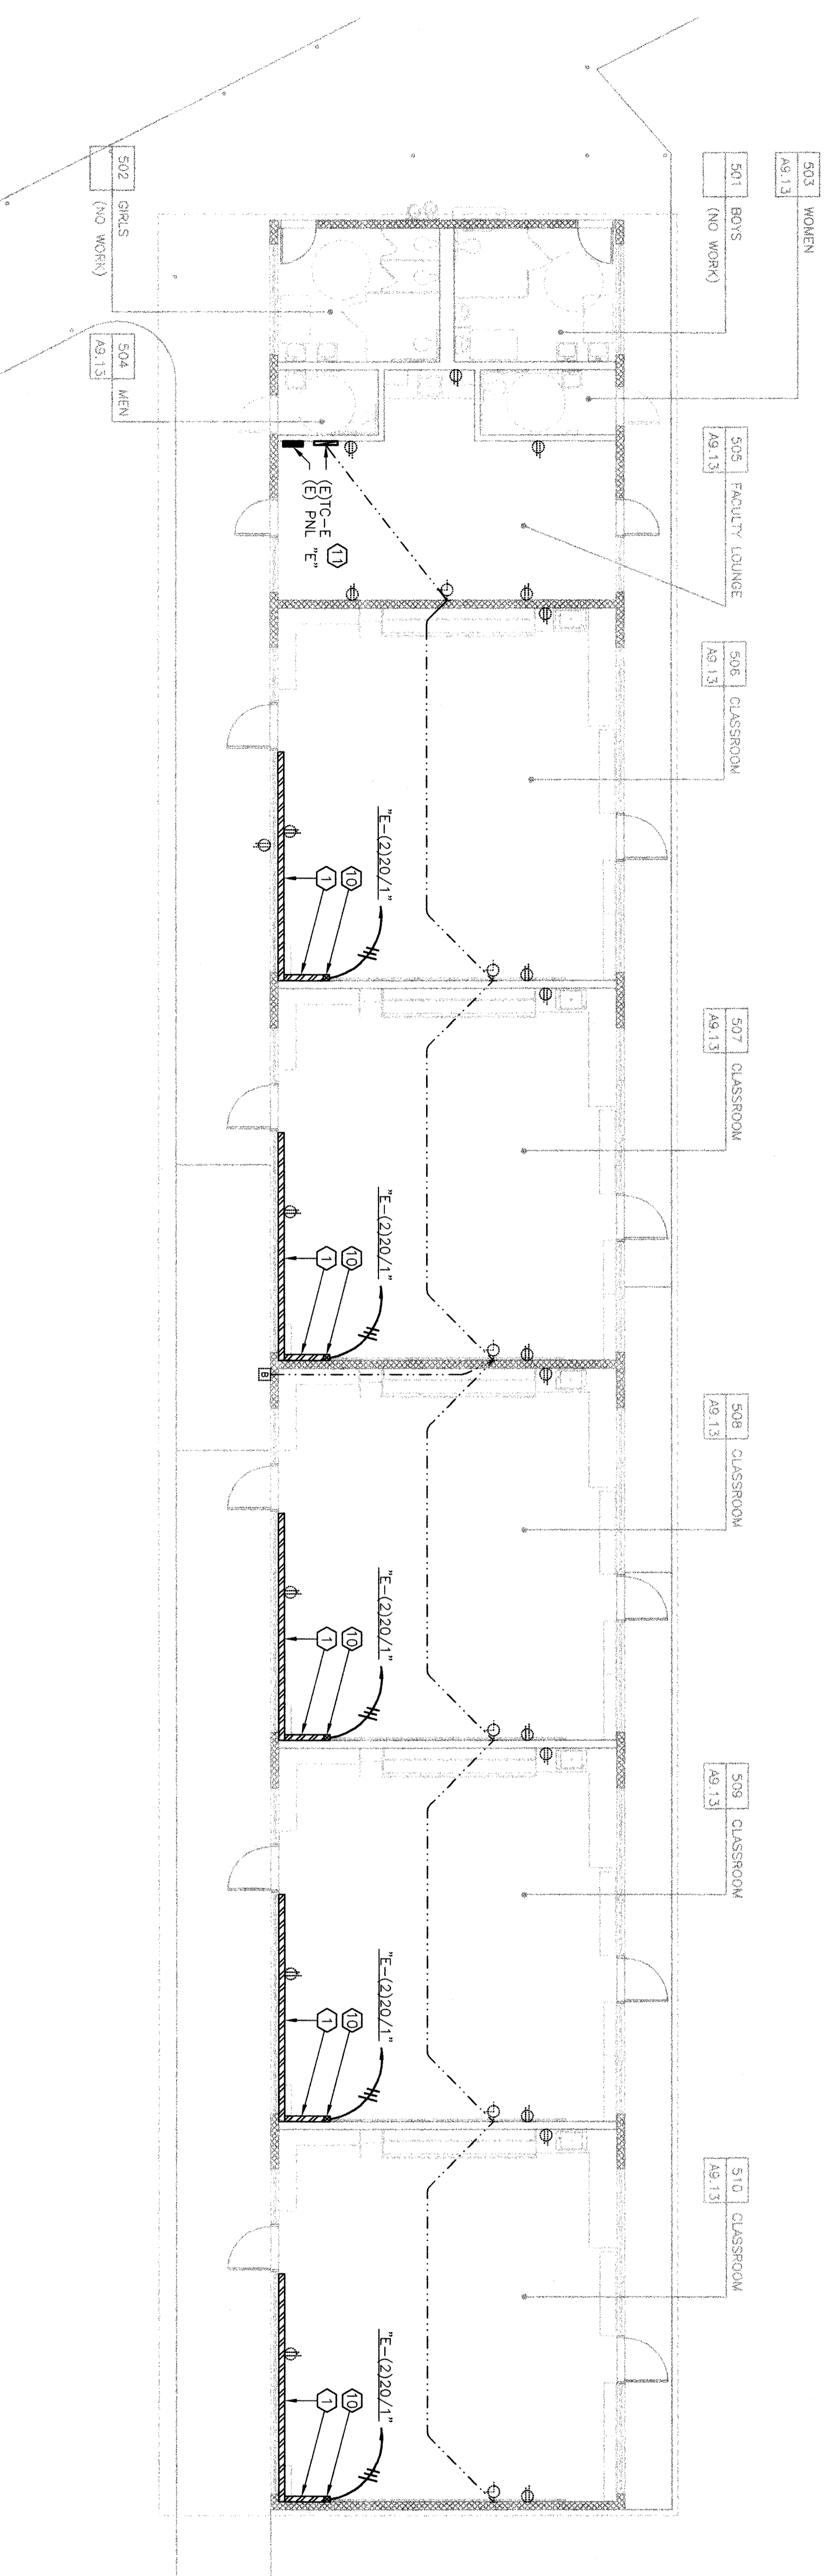 503 WOMEN
A9.13
501 BOYS
(NO WORK)
502 GIRLS
(NO WORK)
504 MEN
A9.13
505 FACULTY LOUNGE
A9.13
(E)TC-E 11
(E) PNL "E"
506 CLASSROOM
A9.13
"E-(2)20/1"
10
1
507 CLASSROOM
A9.13
"E-(2)20/1"
10
1
B
508 CLASSROOM
A9.13
"E-(2)20/1"
10
1
509 CLASSROOM
A9.13
"E-(2)20/1"
10
1
510 CLASSROOM
A9.13
"E-(2)20/1"
10
1